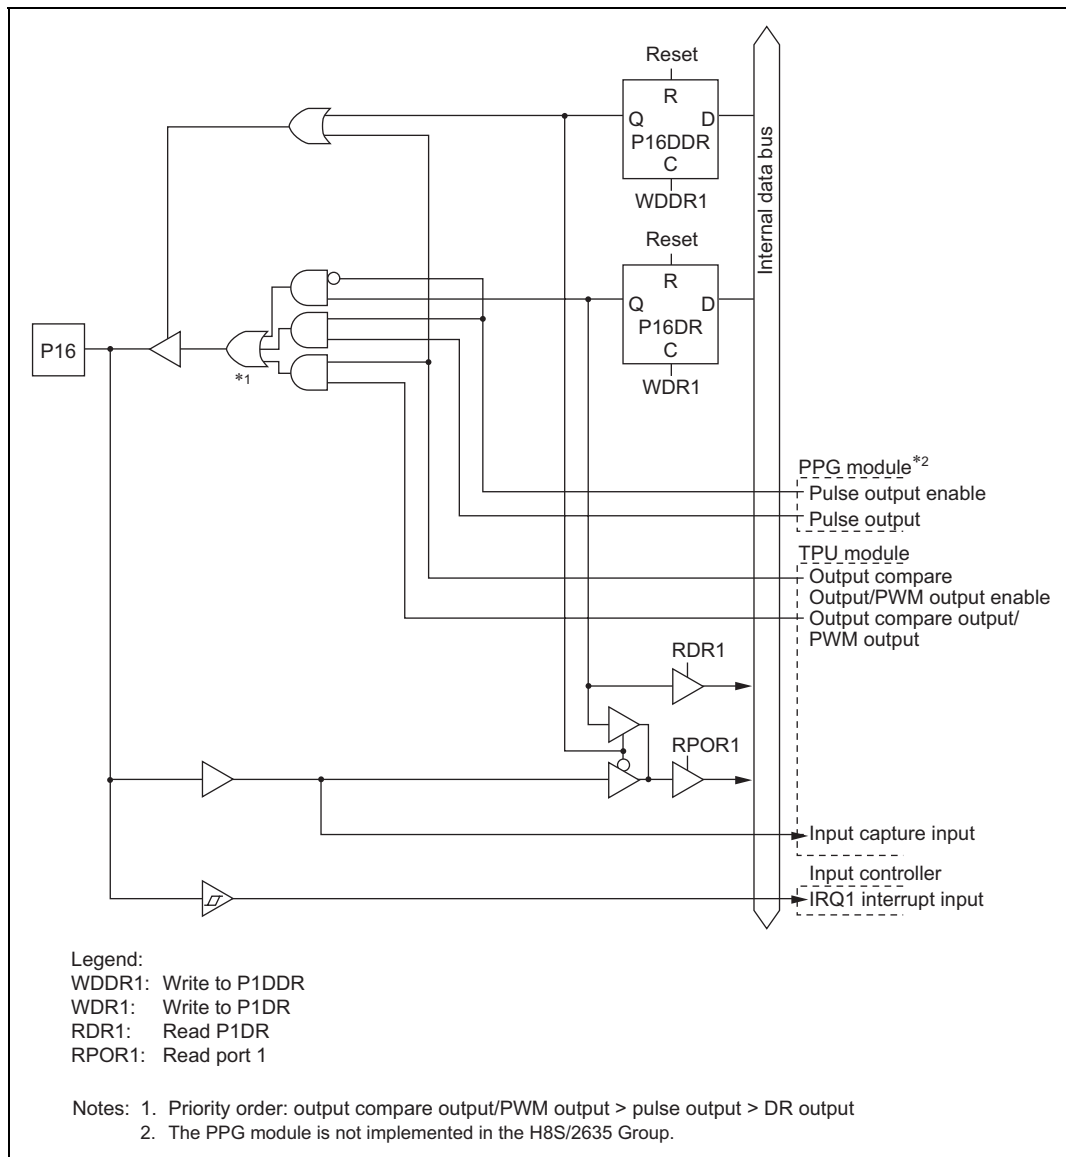 Reset
R
Q D
P16DDR
C
WDDR1
Internal data bus
Reset
R
Q D
P16DR
C
WDR1
P16
*1
PPG module*2
Pulse output enable
Pulse output
TPU module
Output compare
Output/PWM output enable
Output compare output/
PWM output
RDR1
RPOR1
Input capture input
Input controller
IRQ1 interrupt input
Legend:
WDDR1: Write to P1DDR
WDR1: Write to P1DR
RDR1: Read P1DR
RPOR1: Read port 1
Notes: 1. Priority order: output compare output/PWM output > pulse output > DR output
2. The PPG module is not implemented in the H8S/2635 Group.